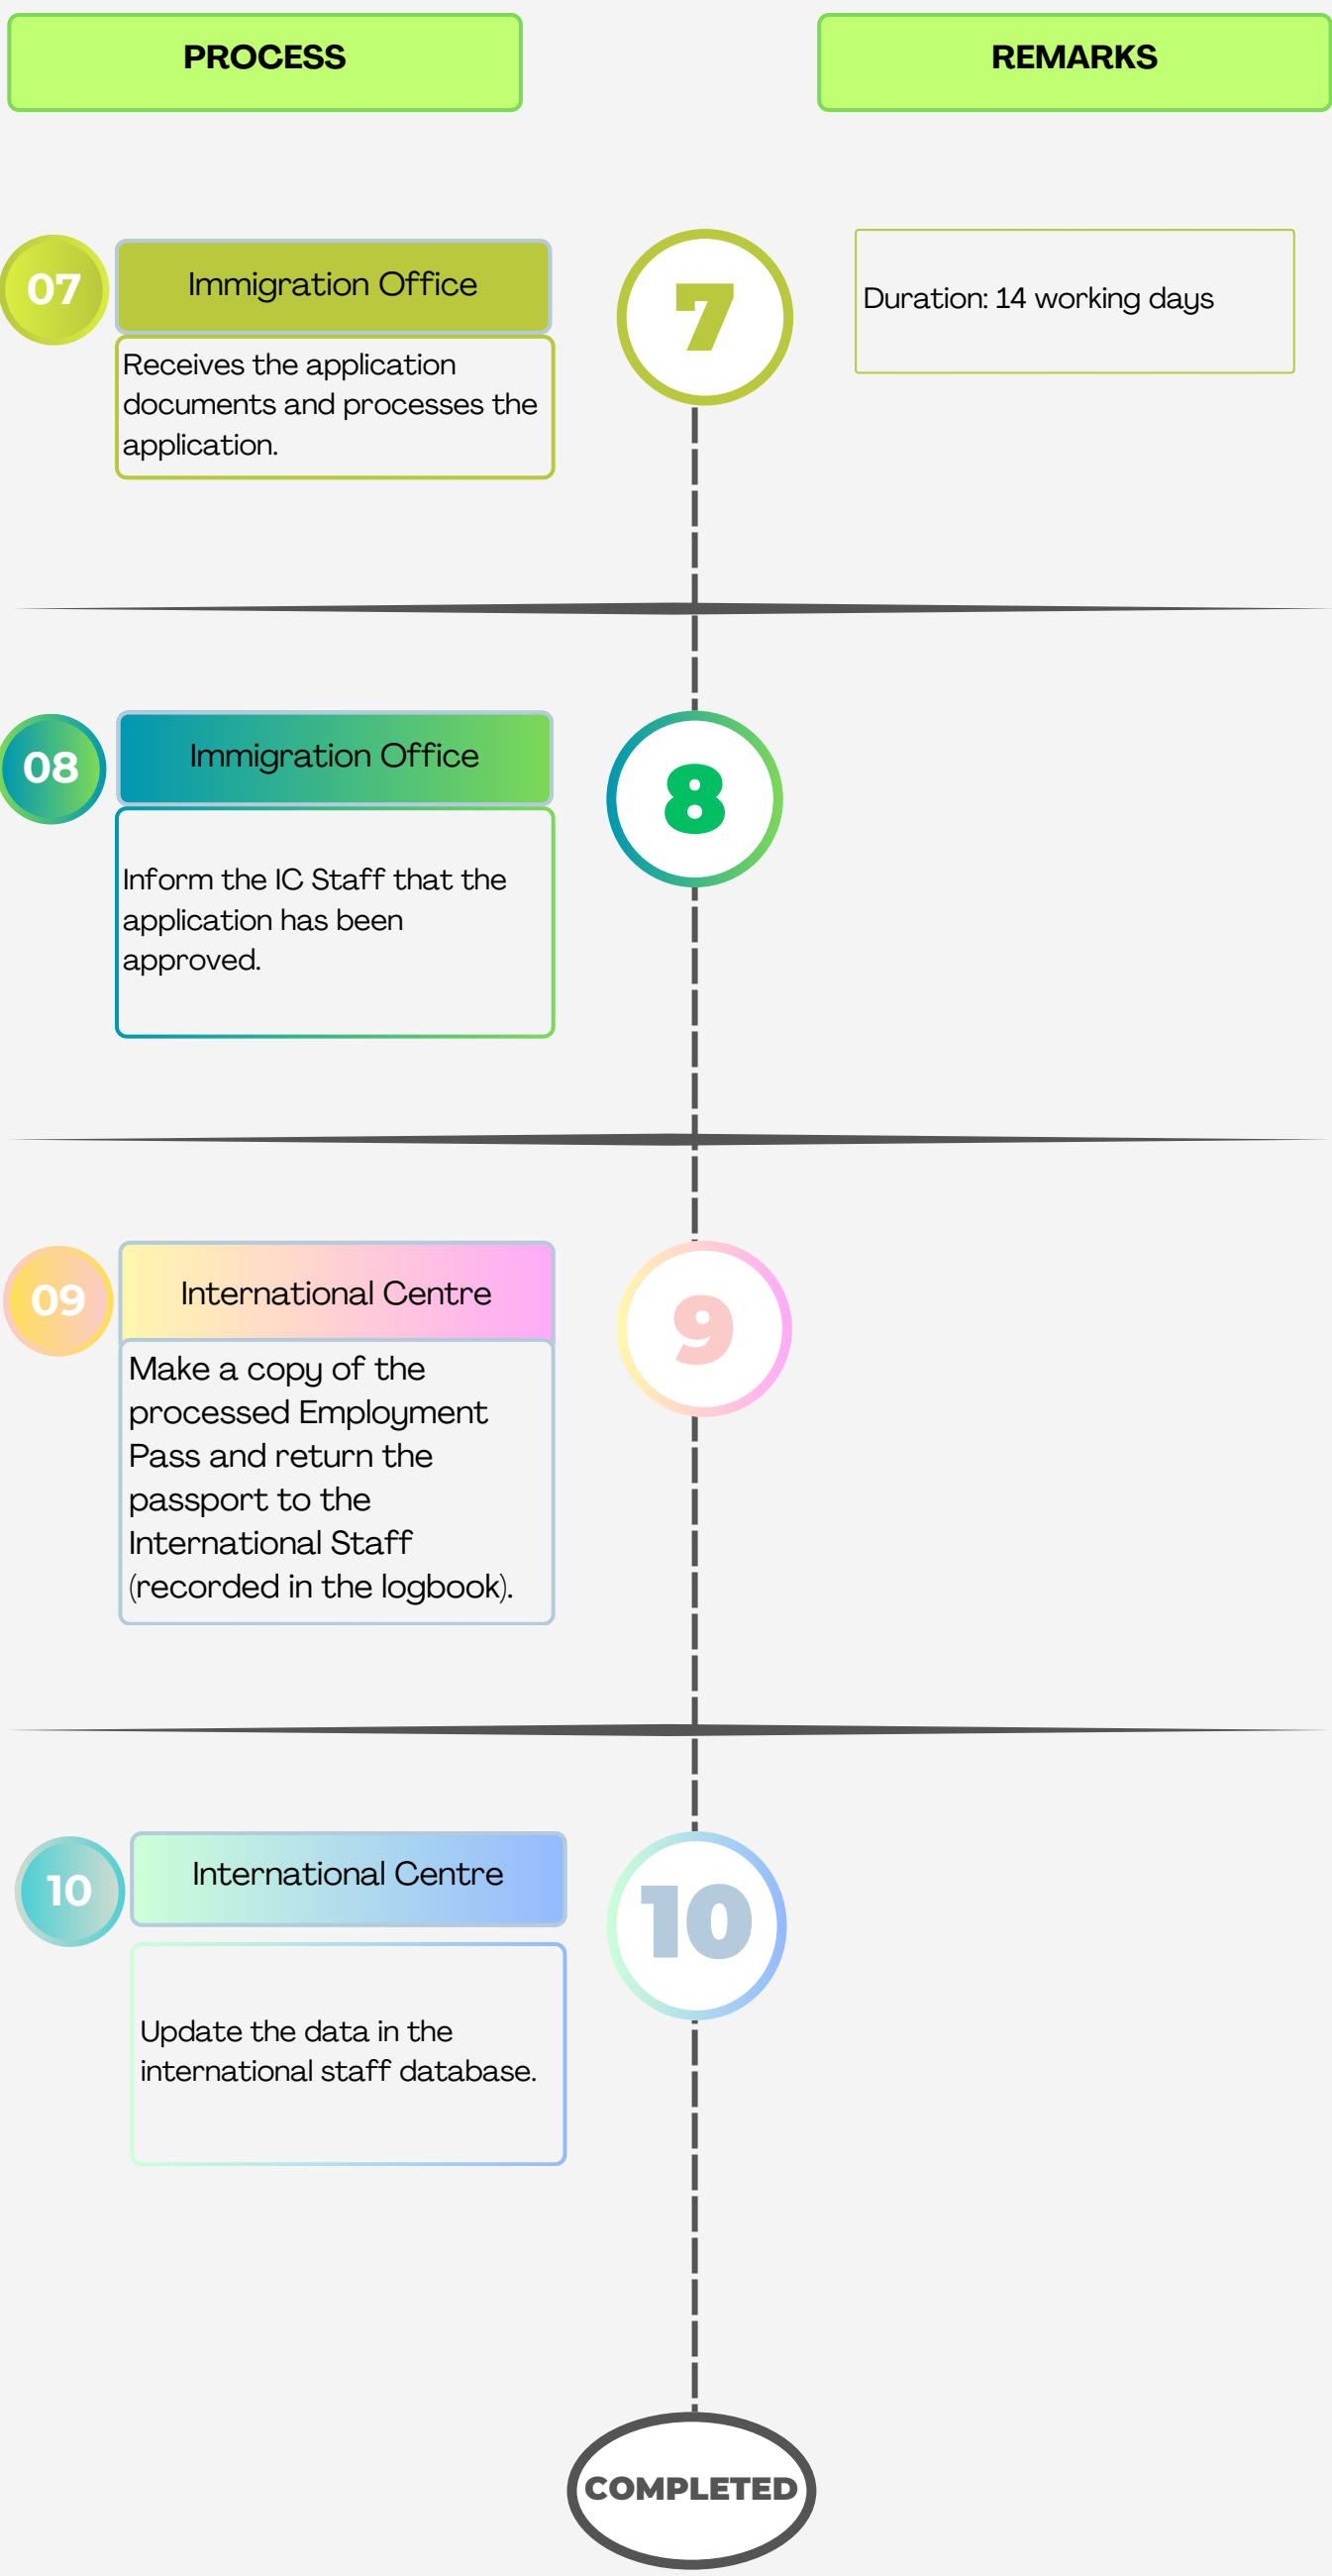 PROCESS
REMARKS
07
Immigration Office
7
Duration: 14 working days
Receives the application
documents and processes the
application.
08
Immigration Office
8
Inform the IC Staff that the
application has been
approved.
09
International Centre
9
Make a copy of the
processed Employment
Pass and return the
passport to the
International Staff
(recorded in the logbook).
10
International Centre
10
Update the data in the
international staff database.
COMPLETED